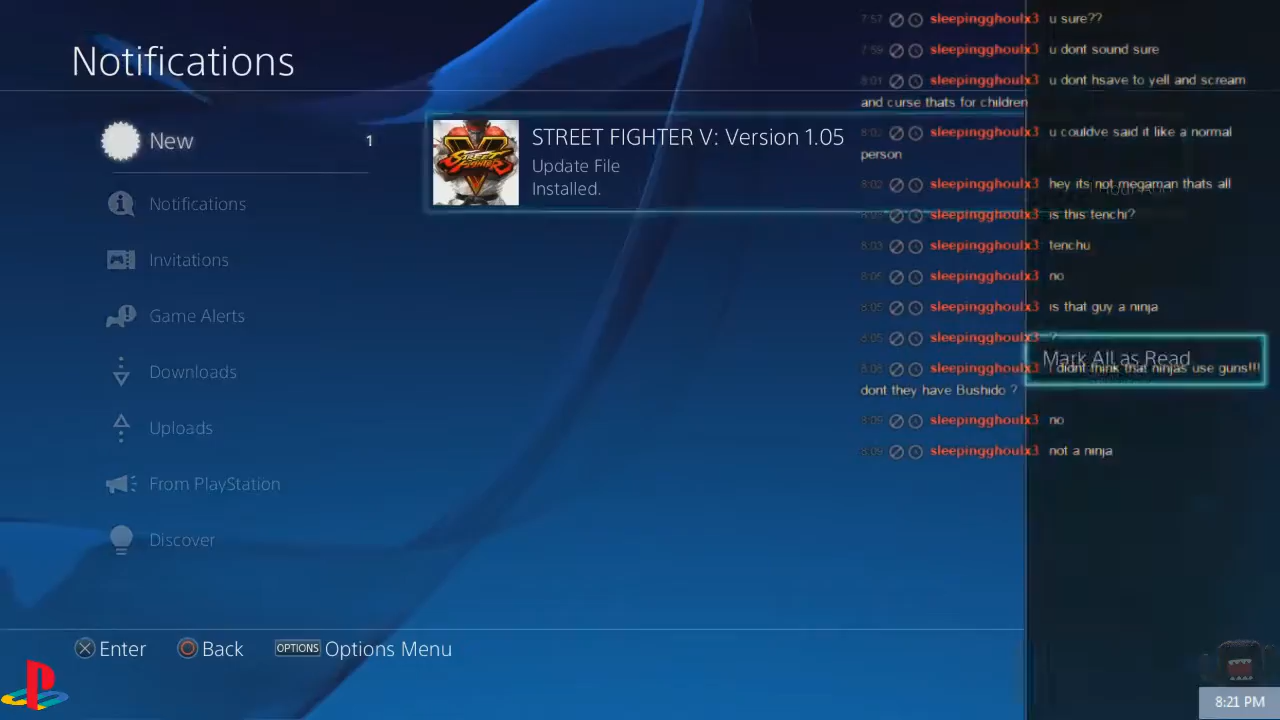 Notifications
New 1
Notifications
Invitations
Game Alerts
Downloads
Uploads
From PlayStation
Discover
STREET FIGHTER V
STREET FIGHTER V: Version 1.05
Update File
Installed.
7:57 sleepingghoulx3 u sure??
7:59 sleepingghoulx3 u dont sound sure
8:01 sleepingghoulx3 u dont hsave to yell and scream
and curse thats for children
8:02 sleepingghoulx3 u couldve said it like a normal
person
8:02 sleepingghoulx3 hey its not megaman thats all
sleepingghoulx3 is this tenchi?
8:03 sleepingghoulx3 tenchu
8:05 sleepingghoulx3 no
8:05 sleepingghoulx3 is that guy a ninja
8:05 sleepingghoulx3 ?
Mark All as Read
sleepingghoulx3 i didnt think that ninjas use guns!!!
dont they have Bushido ?
8:09 sleepingghoulx3 no
8:09 sleepingghoulx3 not a ninja
Enter Back OPTIONS Options Menu
8:21 PM